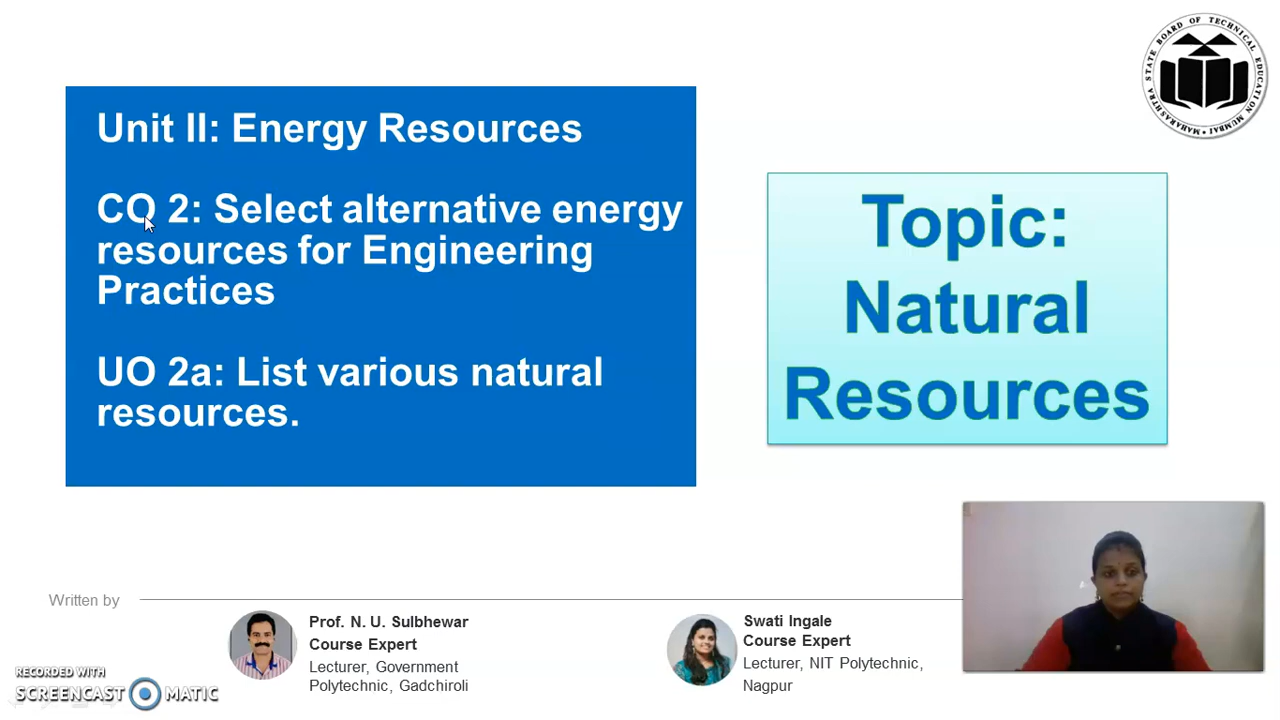 MAHARASHTRA STATE BOARD OF TECHNICAL EDUCATION MUMBAI
Unit II: Energy Resources
CO 2: Select alternative energy
resources for Engineering
Practices
UO 2a: List various natural
resources.
Topic:
Natural
Resources
Written by
Prof. N. U. Sulbhewar
Course Expert
Lecturer, Government
Polytechnic, Gadchiroli
Swati Ingale
Course Expert
Lecturer, NIT Polytechnic,
Nagpur
RECORDED WITH
SCREENCAST MATIC